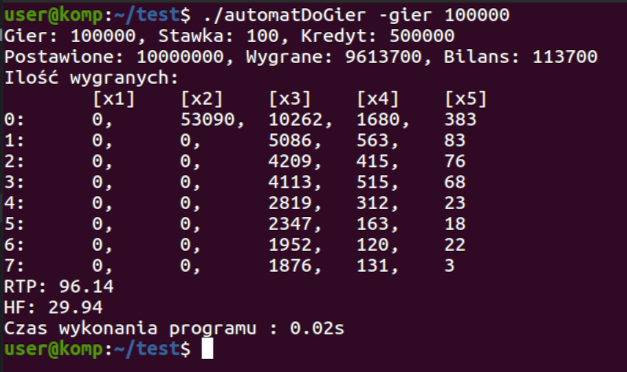 user@komp:~/test$ ./automatDoGier -gier 100000
Gier: 100000, Stawka: 100, Kredyt: 500000
Postawione: 10000000, Wygrane: 9613700, Bilans: 113700
Ilość wygranych:
[x1] [x2] [x3] [x4] [x5]
0: 0, 53090, 10262, 1680, 383
1: 0, 0, 5086, 563, 83
2: 0, 0, 4209, 415, 76
3: 0, 0, 4113, 515, 68
4: 0, 0, 2819, 312, 23
5: 0, 0, 2347, 163, 18
6: 0, 0, 1952, 120, 22
7: 0, 0, 1876, 131, 3
RTP: 96.14
HF: 29.94
Czas wykonania programu : 0.02s
user@komp:~/test$